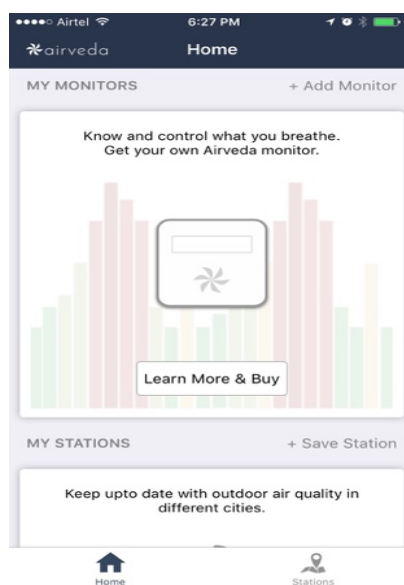 Airtel 6:27 PM
airveda Home
MY MONITORS + Add Monitor
Know and control what you breathe.
Get your own Airveda monitor.
Learn More & Buy
MY STATIONS + Save Station
Keep upto date with outdoor air quality in
different cities.
Home Stations